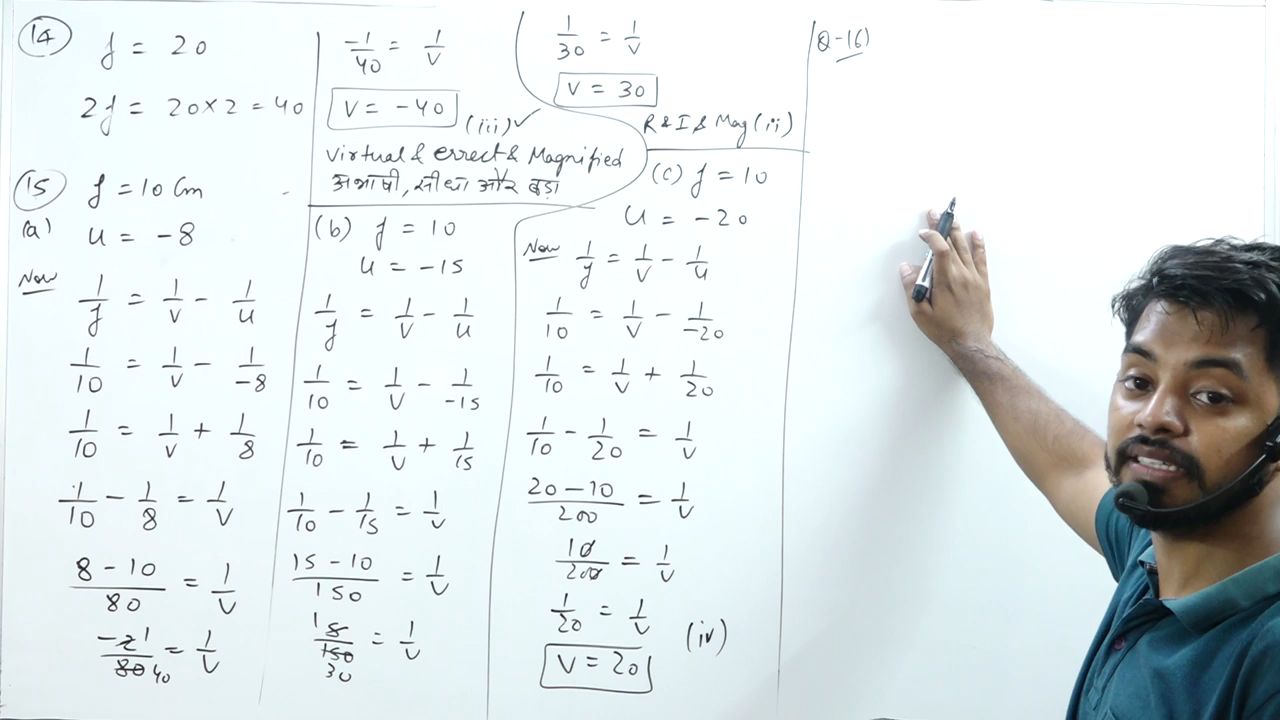 14
f = 20
2f = 20 × 2 = 40
15 f = 10 Cm
(a) u = -8
Now
1/f = 1/v - 1/u
1/10 = 1/v - 1/-8
1/10 = 1/v + 1/8
1/10 - 1/8 = 1/v
8 - 10/80 = 1/v
-2 1/80 40 = 1/v
-1/40 = 1/v
V = -40 (iii) ✓
Virtual & errect & Magnified
अभाषी, सीधा और बड़ा
(b) f = 10
u = -15
1/f = 1/v - 1/u
1/10 = 1/v - 1/-15
1/10 = 1/v + 1/15
1/10 - 1/15 = 1/v
15 - 10/150 = 1/v
1 5/150 30 = 1/v
1/30 = 1/v
V = 30
R & I & Mag (ii)
(c) f = 10
u = -20
Now 1/f = 1/v - 1/u
1/10 = 1/v - 1/-20
1/10 = 1/v + 1/20
1/10 - 1/20 = 1/v
20 - 10/200 = 1/v
10/200 = 1/v
1/20 = 1/v
V = 20 (iv)
Q-16)